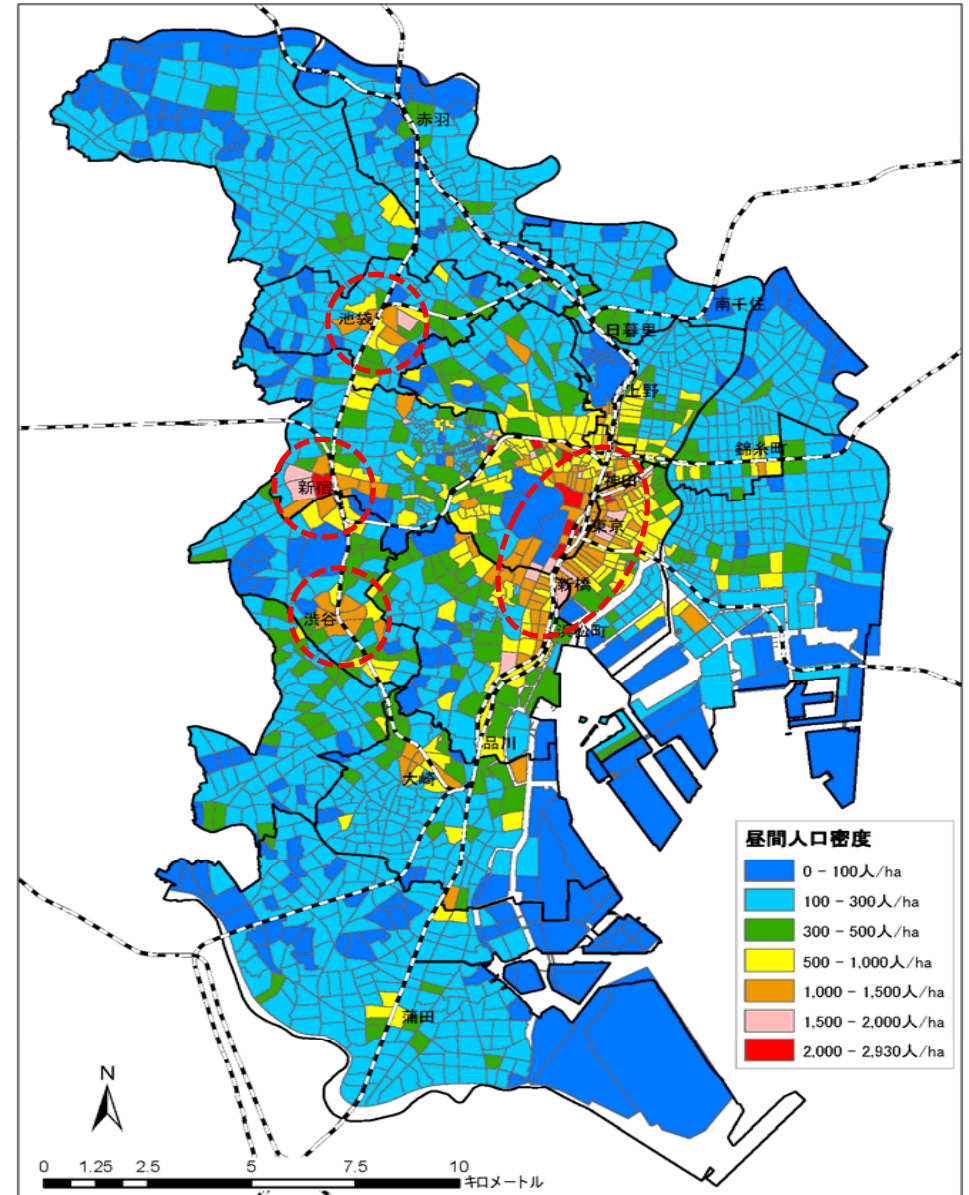 赤羽
南千住
池袋
日暮里
上野
錦糸町
新宿
神田
東京
新橋
渋谷
浜松町
品川
大崎
蒲田
昼間人口密度
0 - 100人/ha
100 - 300人/ha
300 - 500人/ha
500 - 1,000人/ha
1,000 - 1,500人/ha
1,500 - 2,000人/ha
2,000 - 2,930人/ha
N
0 1.25 2.5 5 7.5 10
キロメートル